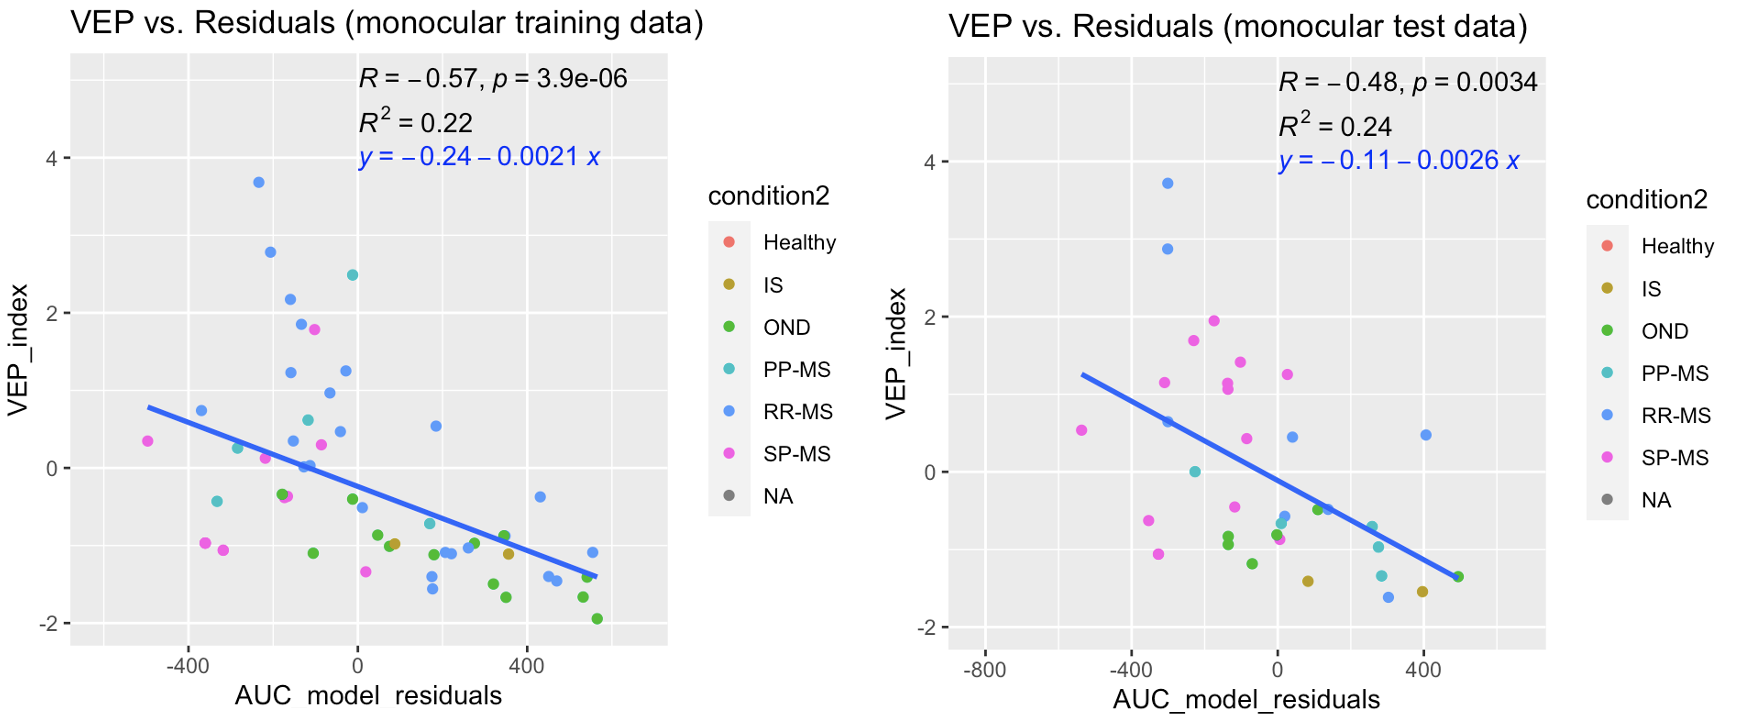 VEP vs. Residuals (monocular training data)
R = −0.57, p = 3.9e-06
R² = 0.22
y = −0.24 − 0.0021 x
4
2
0
-2
VEP_index
-400
0
400
AUC_model_residuals
condition2
Healthy
IS
OND
PP-MS
RR-MS
SP-MS
NA
VEP vs. Residuals (monocular test data)
R = −0.48, p = 0.0034
R² = 0.24
y = −0.11 − 0.0026 x
4
2
0
-2
VEP_index
-800
-400
0
400
AUC_model_residuals
condition2
Healthy
IS
OND
PP-MS
RR-MS
SP-MS
NA